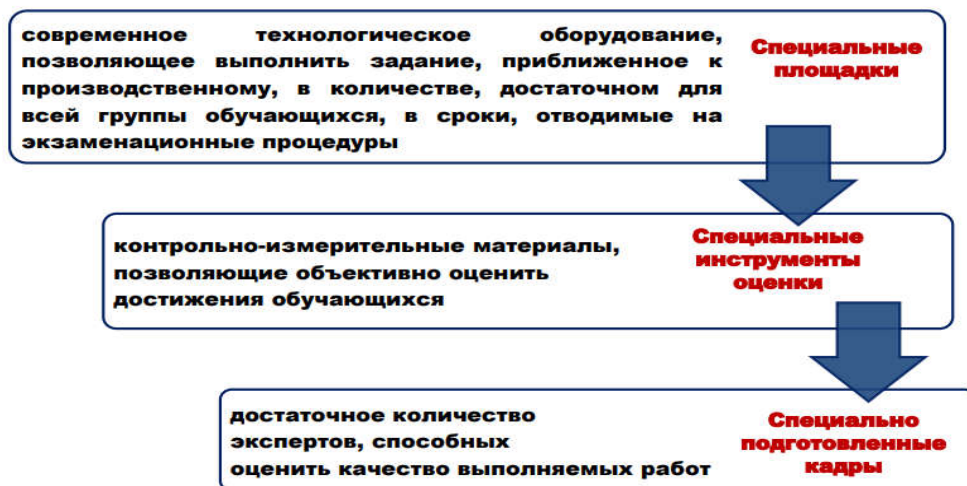 современное технологическое оборудование,
позволяющее выполнить задание, приближенное к
производственному, в количестве, достаточном для
всей группы обучающихся, в сроки, отводимые на
экзаменационные процедуры
Специальные
площадки
контрольно-измерительные материалы,
позволяющие объективно оценить
достижения обучающихся
Специальные
инструменты
оценки
достаточное количество
экспертов, способных
оценить качество выполняемых работ
Специально
подготовленные
кадры